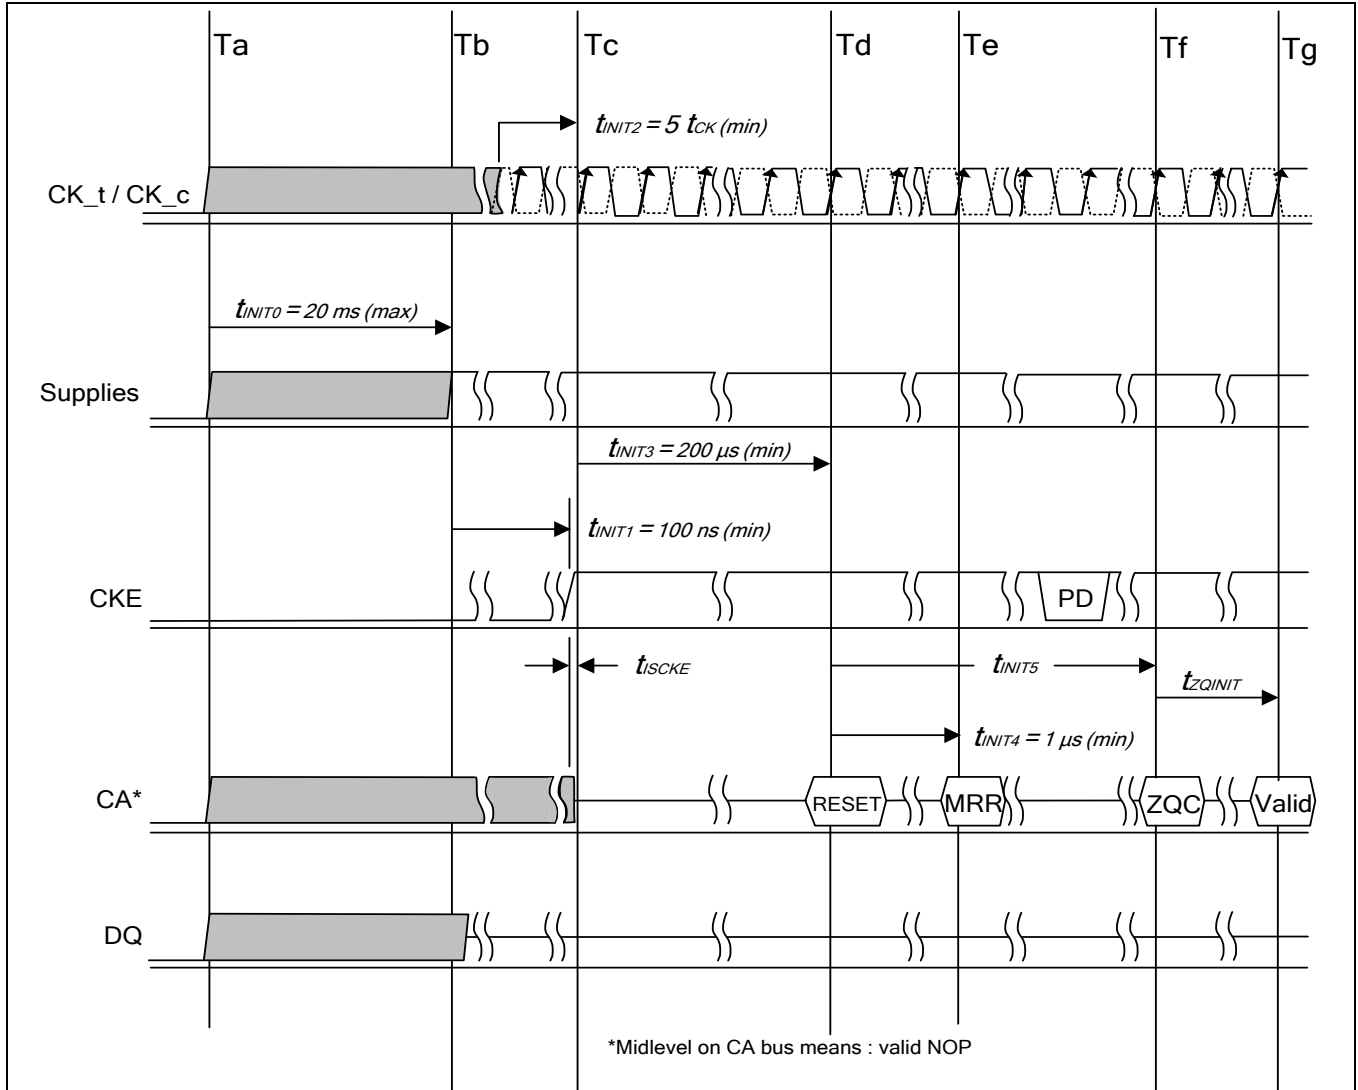 Ta Tb Tc Td Te Tf Tg
tINIT2 = 5 tCK (min)
CK_t / CK_c
tINIT0 = 20 ms (max)
Supplies
tINIT3 = 200 µs (min)
tINIT1 = 100 ns (min)
CKE
PD
tISCKE
tINIT5
tZQINIT
tINIT4 = 1 µs (min)
CA*
RESET MRR ZQC Valid
DQ
*Midlevel on CA bus means : valid NOP